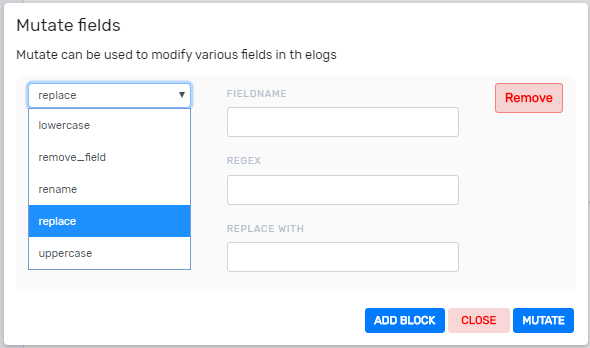 Mutate fields
Mutate can be used to modify various fields in th elogs
replace
FIELDNAME
Remove
lowercase
remove_field
REGEX
rename
replace
REPLACE WITH
uppercase
ADD BLOCK
CLOSE
MUTATE